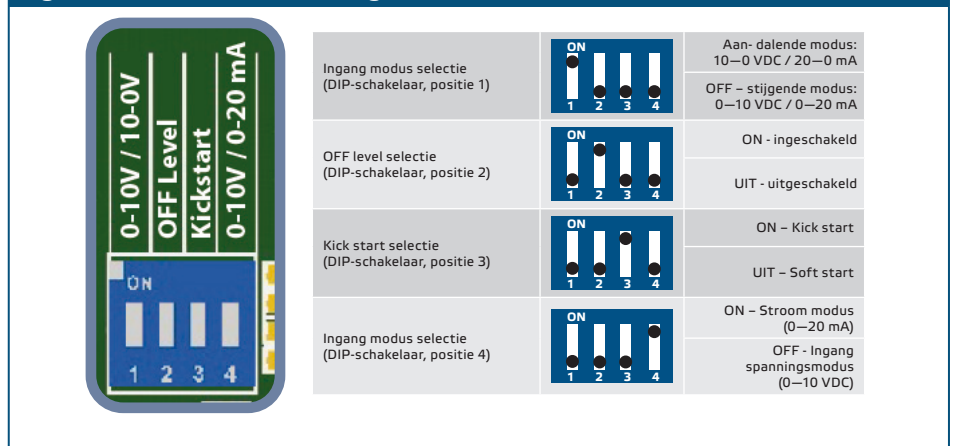 0-10V / 10-0V
OFF Level
Kickstart
0-10V / 0-20 mA
ON
1 2 3 4
Ingang modus selectie
(DIP-schakelaar, positie 1)
ON
1 2 3 4
Aan- dalende modus:
10—0 VDC / 20—0 mA
OFF – stijgende modus:
0—10 VDC / 0—20 mA
OFF level selectie
(DIP-schakelaar, positie 2)
ON
1 2 3 4
ON - ingeschakeld
UIT - uitgeschakeld
Kick start selectie
(DIP-schakelaar, positie 3)
ON
1 2 3 4
ON – Kick start
UIT – Soft start
Ingang modus selectie
(DIP-schakelaar, positie 4)
ON
1 2 3 4
ON – Stroom modus
(0—20 mA)
OFF - Ingang
spanningsmodus
(0—10 VDC)